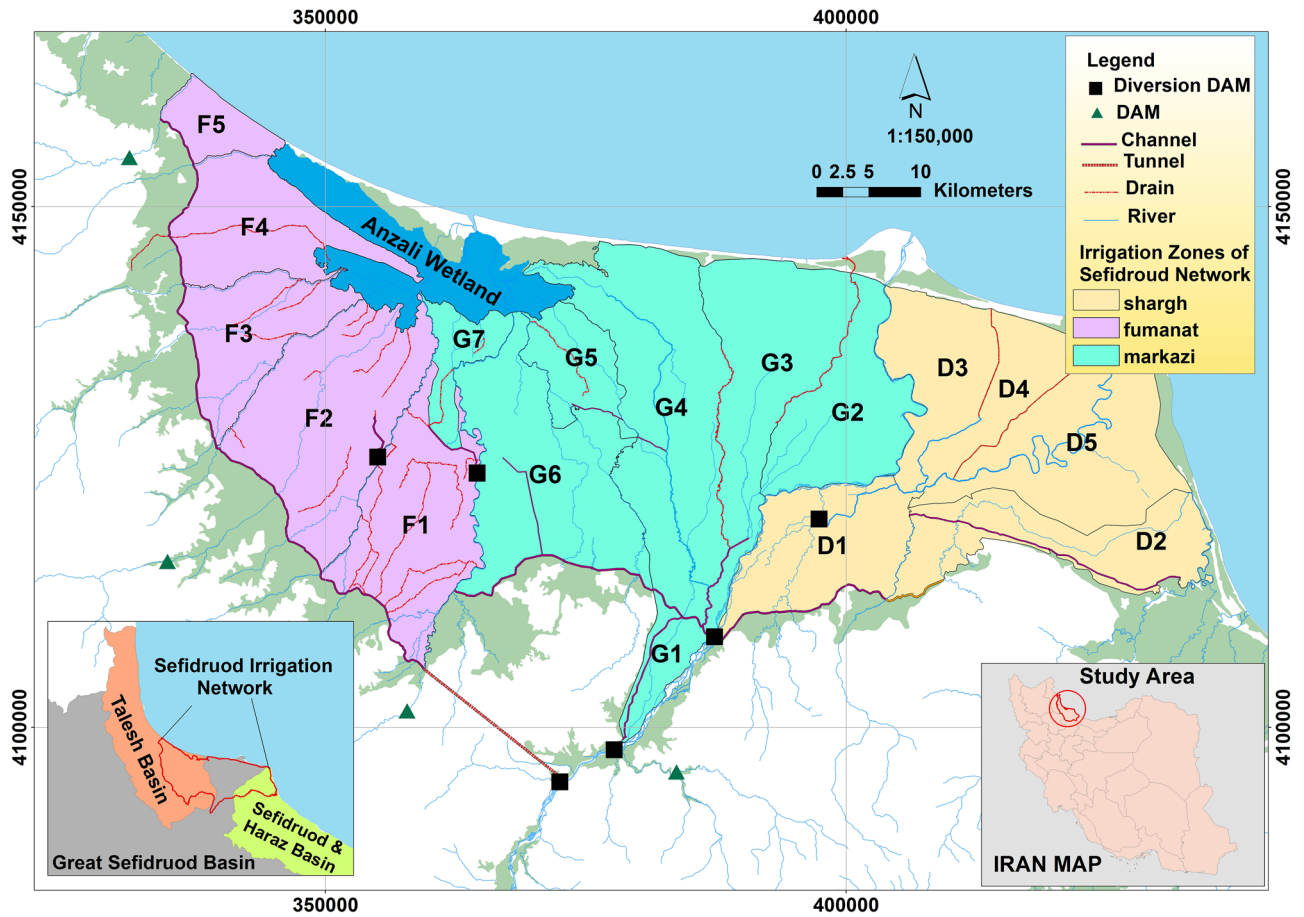 350000
400000
Legend
Diversion DAM
DAM
Channel
Tunnel
Drain
River
Irrigation Zones of
Sefidroud Network
shargh
fumanat
markazi
N
1:150,000
0 2.5 5 10
Kilometers
4150000
4150000
F5
F4
Anzali Wetland
F3
G7
G5
G3
D3
D4
F2
G4
G2
D5
G6
F1
D1
D2
G1
4100000
4100000
Sefidruod Irrigation
Network
Talesh Basin
Sefidruod &
Haraz Basin
Great Sefidruod Basin
Study Area
IRAN MAP
350000
400000